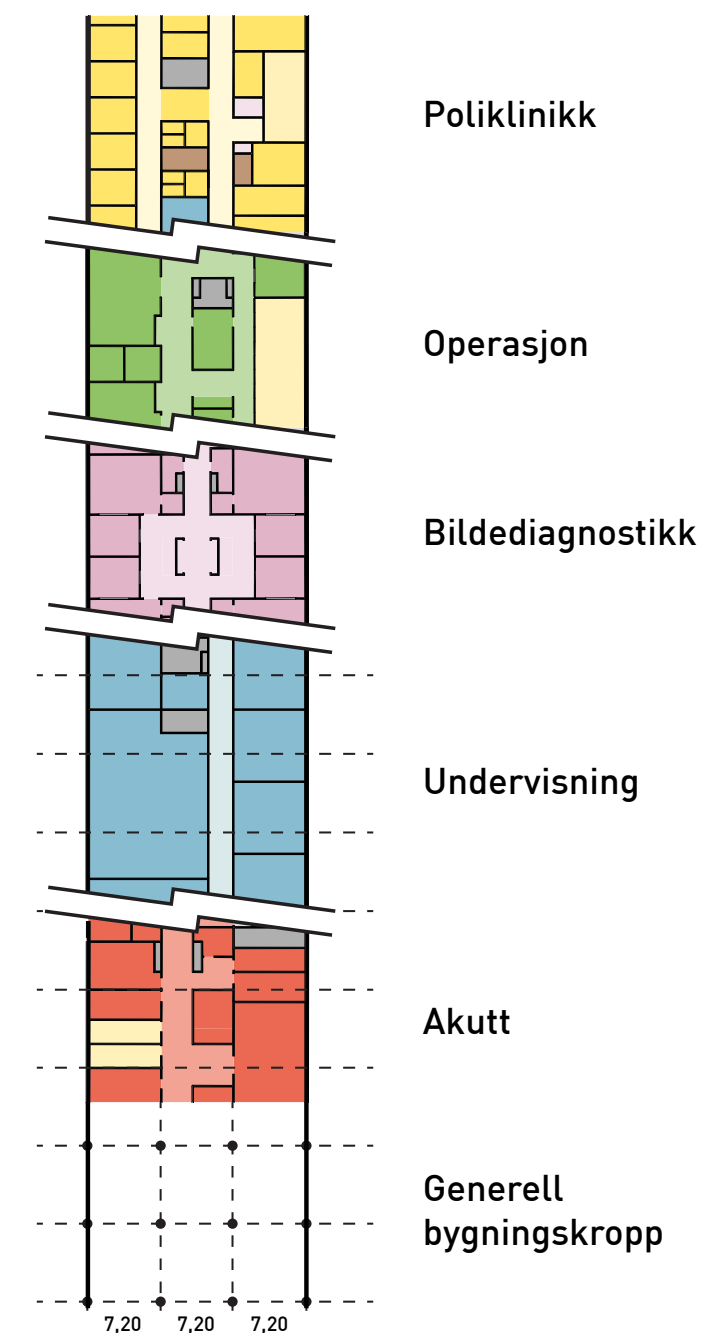 Poliklinikk
Operasjon
Bildediagnostikk
Undervisning
Akutt
Generell
bygningskropp
7,20 7,20 7,20